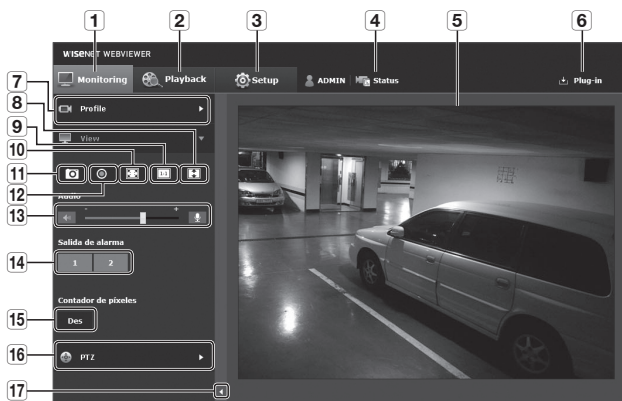 1 2 3 4 5 6
WISENET WEBVIEWER
Monitoring Playback Setup ADMIN Status Plug-in
7 Profile
8
9 View
10
11 1:1
12 Audio
13 - +
Salida de alarma
14 1 2
Contador de píxeles
15 Des
16 PTZ
17